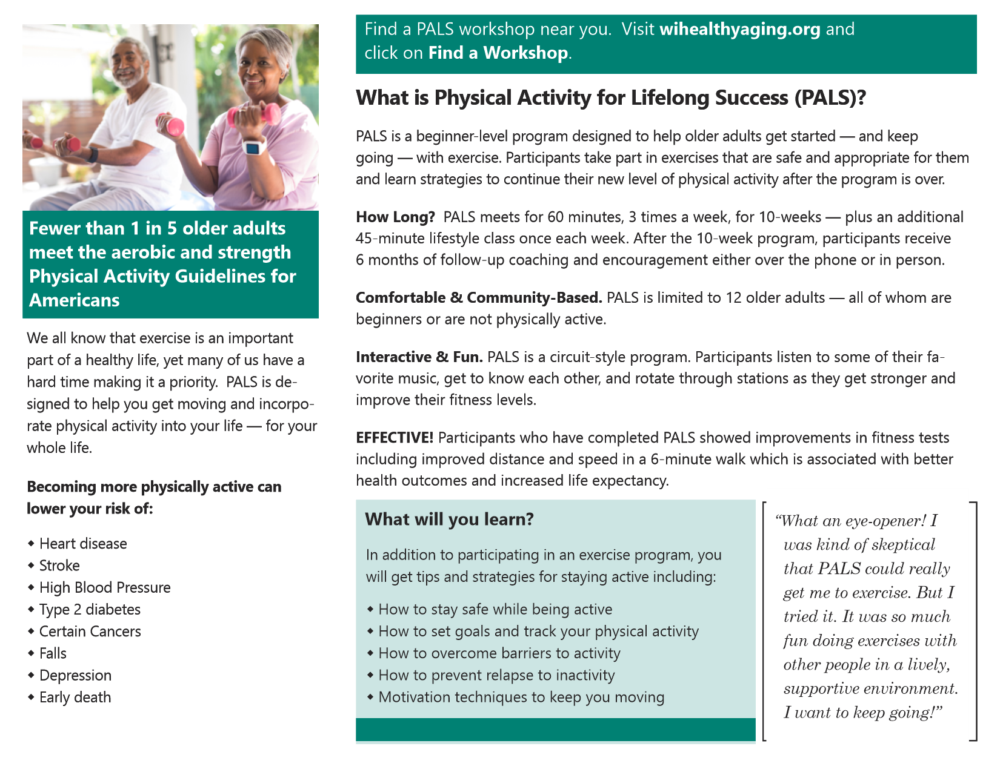 Find a PALS workshop near you.  Visit wihealthyaging.org and
click on Find a Workshop.
Fewer than 1 in 5 older adults
meet the aerobic and strength
Physical Activity Guidelines for
Americans
We all know that exercise is an important
part of a healthy life, yet many of us have a
hard time making it a priority.  PALS is de-
signed to help you get moving and incorpo-
rate physical activity into your life — for your
whole life.
Becoming more physically active can
lower your risk of:
◆ Heart disease
◆ Stroke
◆ High Blood Pressure
◆ Type 2 diabetes
◆ Certain Cancers
◆ Falls
◆ Depression
◆ Early death
What is Physical Activity for Lifelong Success (PALS)?
PALS is a beginner-level program designed to help older adults get started — and keep
going — with exercise. Participants take part in exercises that are safe and appropriate for them
and learn strategies to continue their new level of physical activity after the program is over.
How Long?  PALS meets for 60 minutes, 3 times a week, for 10-weeks — plus an additional
45-minute lifestyle class once each week. After the 10-week program, participants receive
6 months of follow-up coaching and encouragement either over the phone or in person.
Comfortable & Community-Based. PALS is limited to 12 older adults — all of whom are
beginners or are not physically active.
Interactive & Fun. PALS is a circuit-style program. Participants listen to some of their fa-
vorite music, get to know each other, and rotate through stations as they get stronger and
improve their fitness levels.
EFFECTIVE! Participants who have completed PALS showed improvements in fitness tests
including improved distance and speed in a 6-minute walk which is associated with better
health outcomes and increased life expectancy.
What will you learn?
In addition to participating in an exercise program, you
will get tips and strategies for staying active including:
◆ How to stay safe while being active
◆ How to set goals and track your physical activity
◆ How to overcome barriers to activity
◆ How to prevent relapse to inactivity
◆ Motivation techniques to keep you moving
“What an eye-opener! I
was kind of skeptical
that PALS could really
get me to exercise. But I
tried it. It was so much
fun doing exercises with
other people in a lively,
supportive environment.
I want to keep going!”